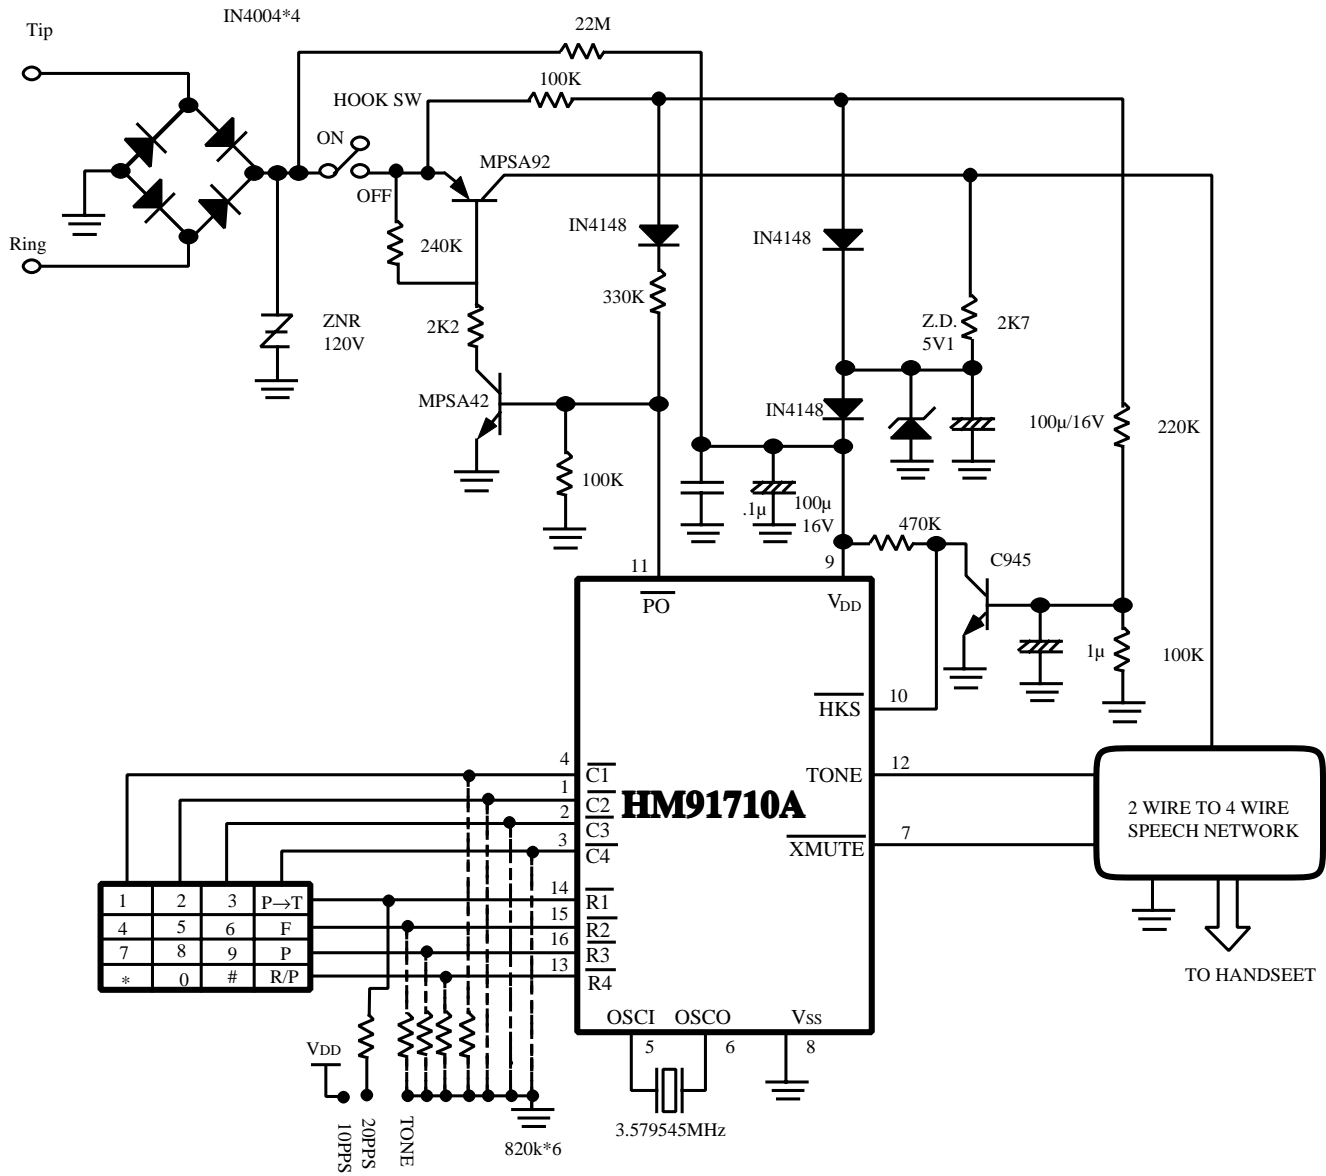 IN4004*4
Tip
22M
100K
HOOK SW
ON
MPSA92
OFF
IN4148
IN4148
Ring
240K
330K
ZNR
120V
2K2
Z.D.
5V1
2K7
MPSA42
IN4148
100µ/16V
220K
100K
.1µ
100µ
16V
470K
C945
11
9
PO
VDD
1µ
100K
10
HKS
4
C1
TONE
12
1
C2
HM91710A
2
C3
2 WIRE TO 4 WIRE
SPEECH NETWORK
3
C4
XMUTE
7
1 2 3 P→T
14
R1
4 5 6 F
15
R2
7 8 9 P
16
R3
* 0 # R/P
13
R4
TO HANDSEET
OSCI
OSCO
VSS
5
6
8
VDD
10PPS
20PPS
TONE
820k*6
3.579545MHz